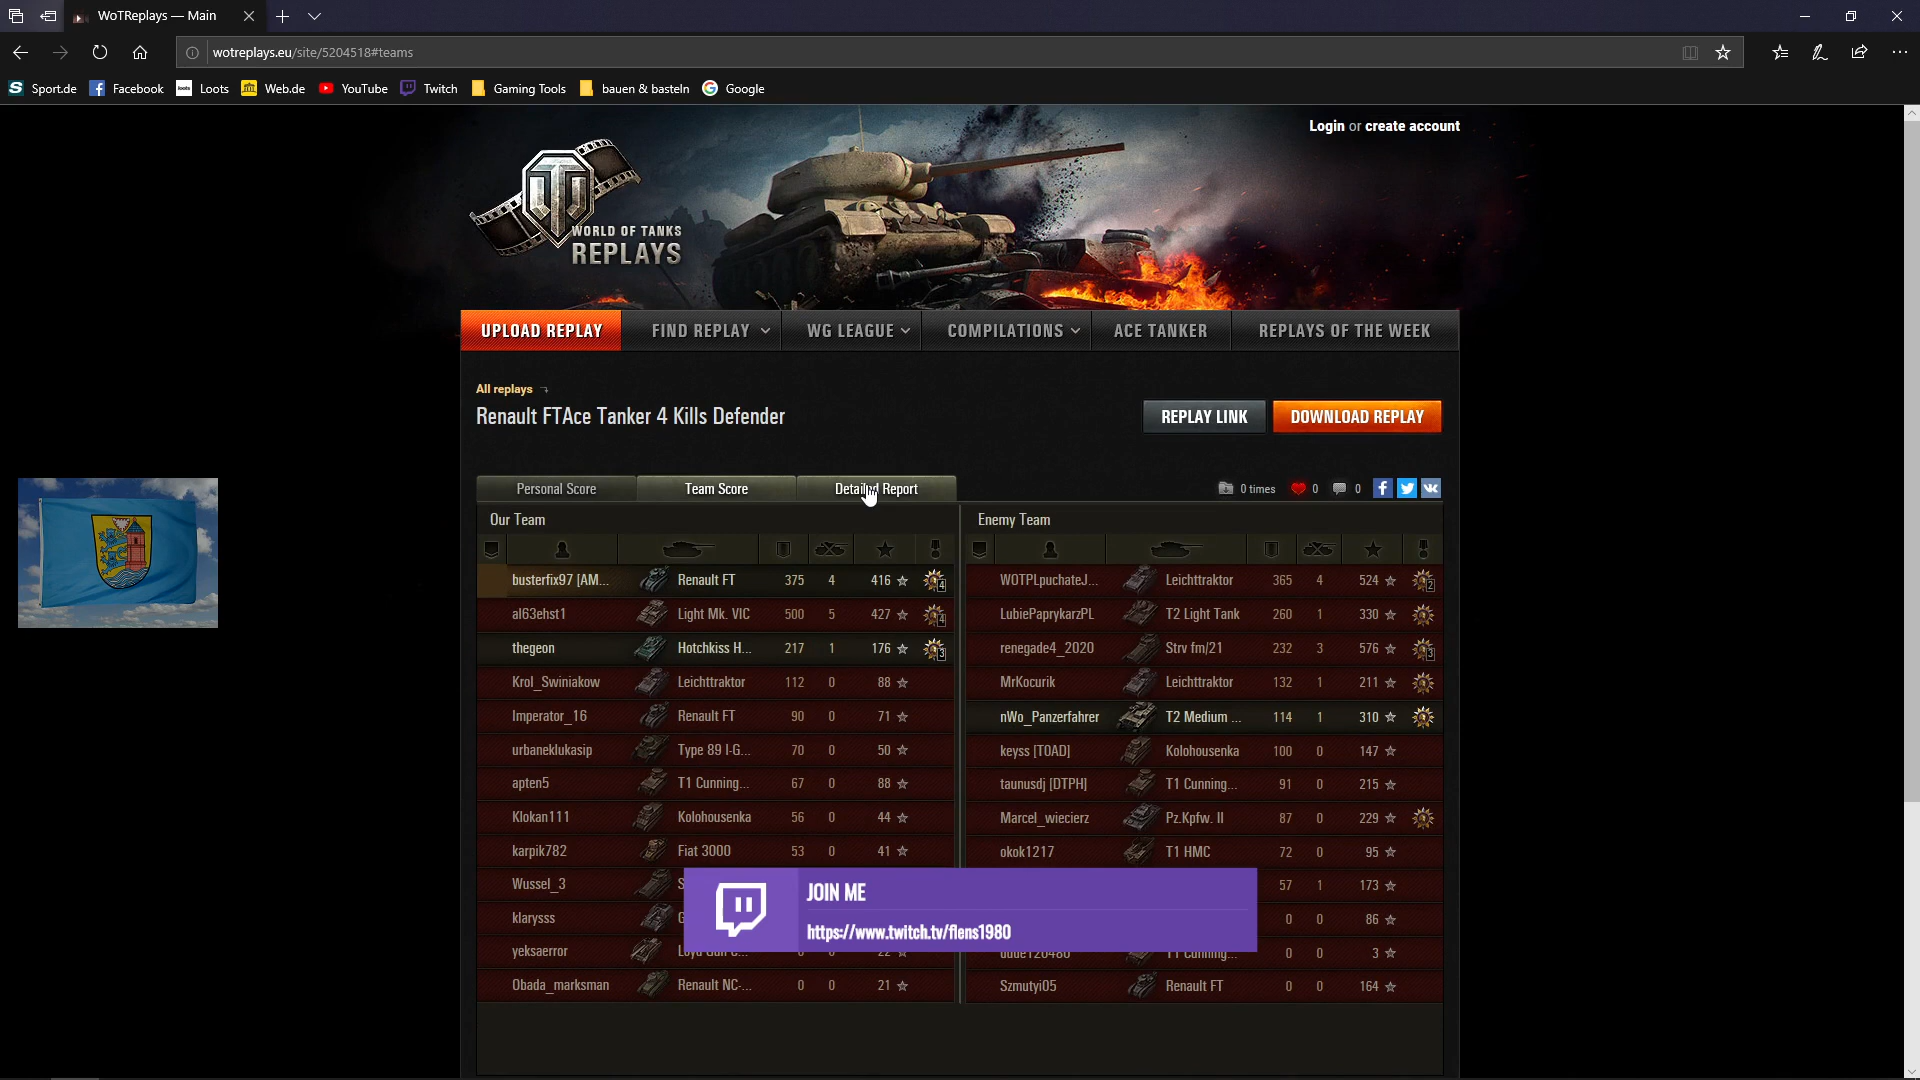 WoTReplays — Main
wotreplays.eu/site/5204518#teams
Sport.de Facebook Loots Web.de YouTube Twitch Gaming Tools bauen & basteln Google
Login or create account
WORLD OF TANKS
REPLAYS
UPLOAD REPLAY FIND REPLAY WG LEAGUE COMPILATIONS ACE TANKER REPLAYS OF THE WEEK
All replays
Renault FTAce Tanker 4 Kills Defender
REPLAY LINK DOWNLOAD REPLAY
Personal Score Team Score Detailed Report 0 times 0 0
Our Team Enemy Team
busterfix97 [AM... Renault FT 375 4 416 4 WOTPLpuchateJ... Leichttraktor 365 4 524 2
al63ehst1 Light Mk. VIC 500 5 427 4 LubiePaprykarzPL T2 Light Tank 260 1 330
thegeon Hotchkiss H... 217 1 176 3 renegade4_2020 Strv fm/21 232 3 576 3
Krol_Swiniakow Leichttraktor 112 0 88 MrKocurik Leichttraktor 132 1 211
Imperator_16 Renault FT 90 0 71 nWo_Panzerfahrer T2 Medium ... 114 1 310
urbaneklukasip Type 89 I-G... 70 0 50 keyss [TOAD] Kolohousenka 100 0 147
apten5 T1 Cunning... 67 0 88 taunusdj [DTPH] T1 Cunning... 91 0 215
Klokan111 Kolohousenka 56 0 44 Marcel_wiecierz Pz.Kpfw. II 87 0 229
karpik782 Fiat 3000 53 0 41 okok1217 T1 HMC 72 0 95
Wussel_3 57 1 173
klarysss 0 0 86
yeksaerror 0 0 3
Obada_marksman Renault NC-... 0 0 21 Szmutyi05 Renault FT 0 0 164
JOIN ME
https://www.twitch.tv/flens1980